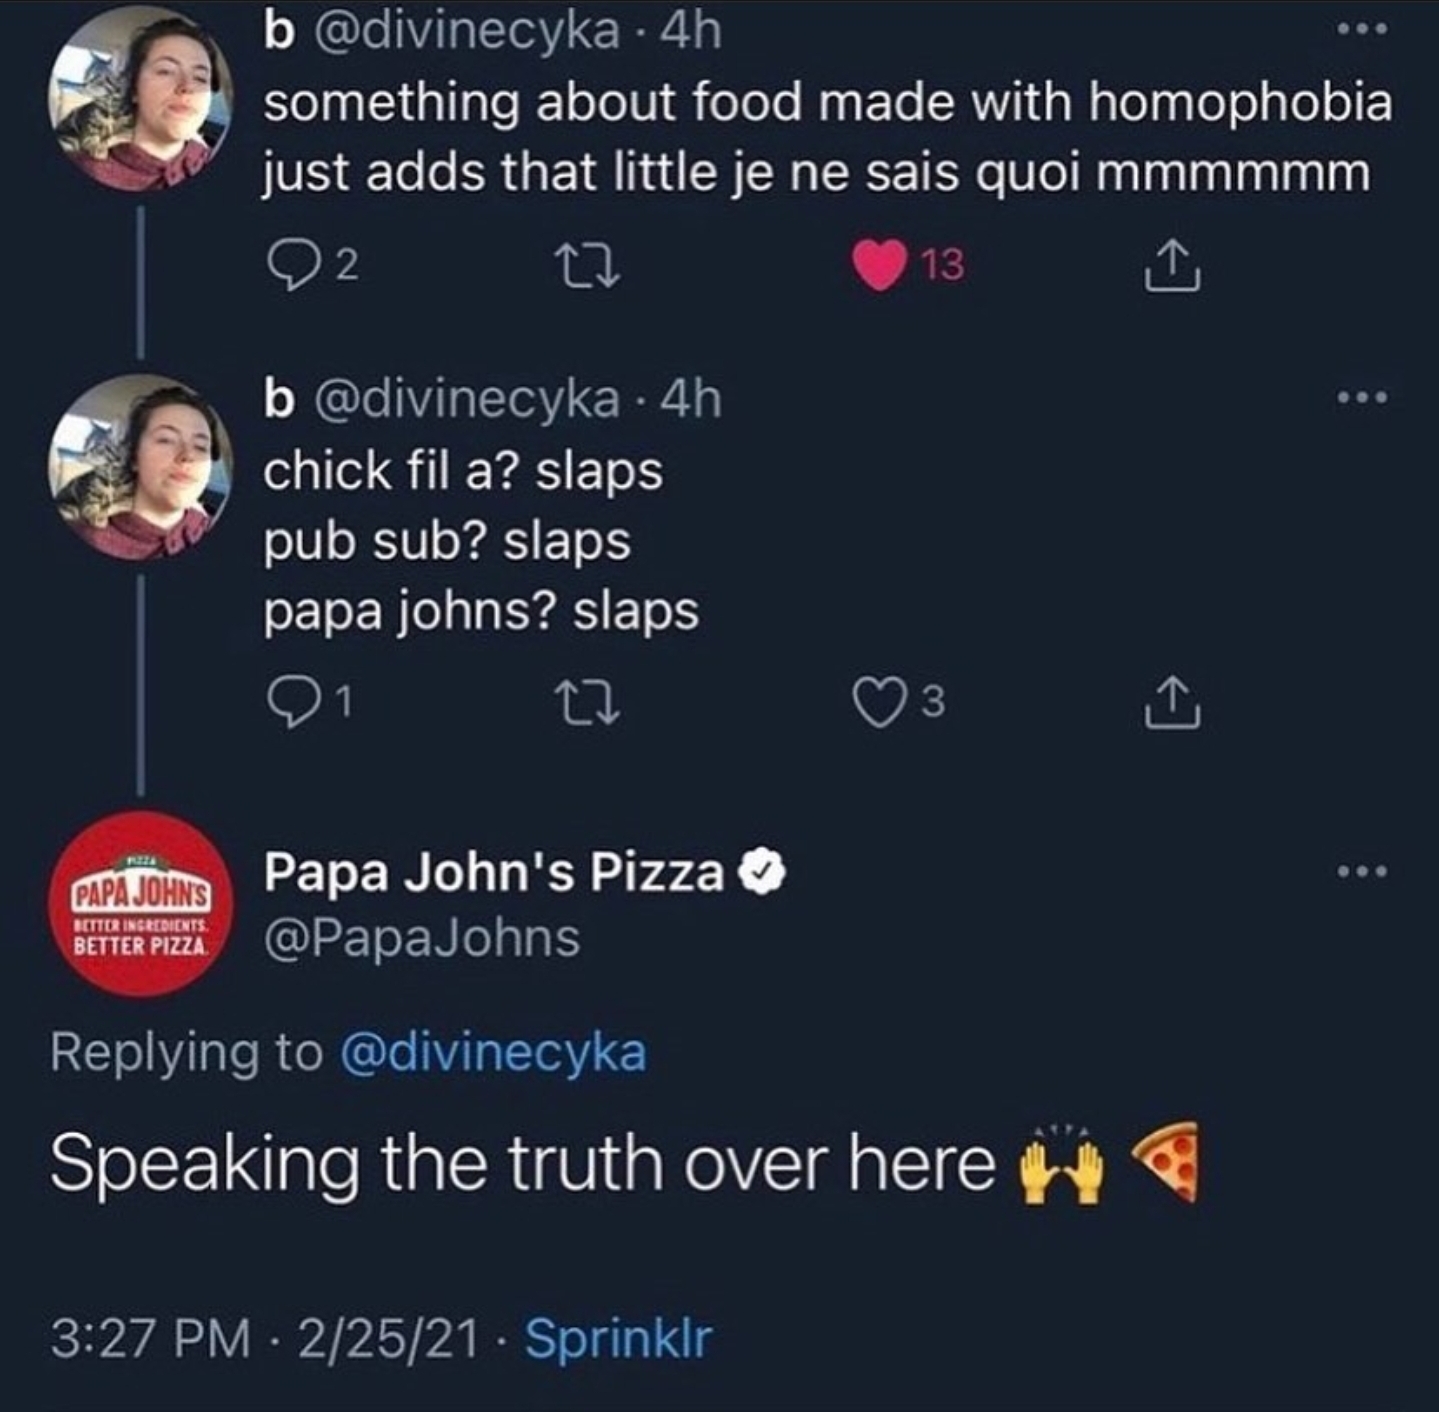 b @divinecyka · 4h
something about food made with homophobia
just adds that little je ne sais quoi mmmmmm
2
13
b @divinecyka · 4h
chick fil a? slaps
pub sub? slaps
papa johns? slaps
1
3
PIZZA
PAPA JOHN'S
BETTER INGREDIENTS.
BETTER PIZZA.
Papa John's Pizza
@PapaJohns
Replying to @divinecyka
Speaking the truth over here 🙌 🍕
3:27 PM · 2/25/21 · Sprinklr